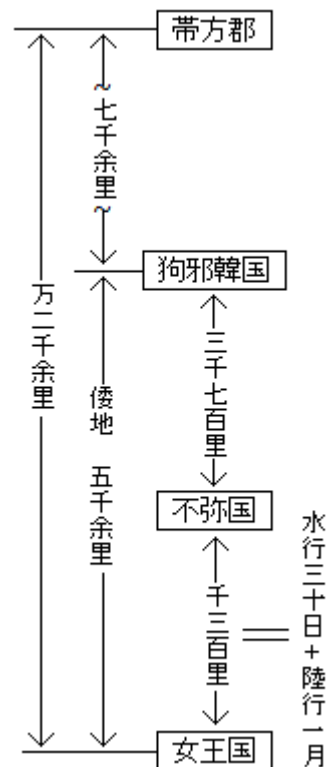 帯方郡
~七千余里~
狗邪韓国
万二千余里
三千七百里
倭地 五千余里
不弥国
千三百里
水行三十日+陸行一月
女王国